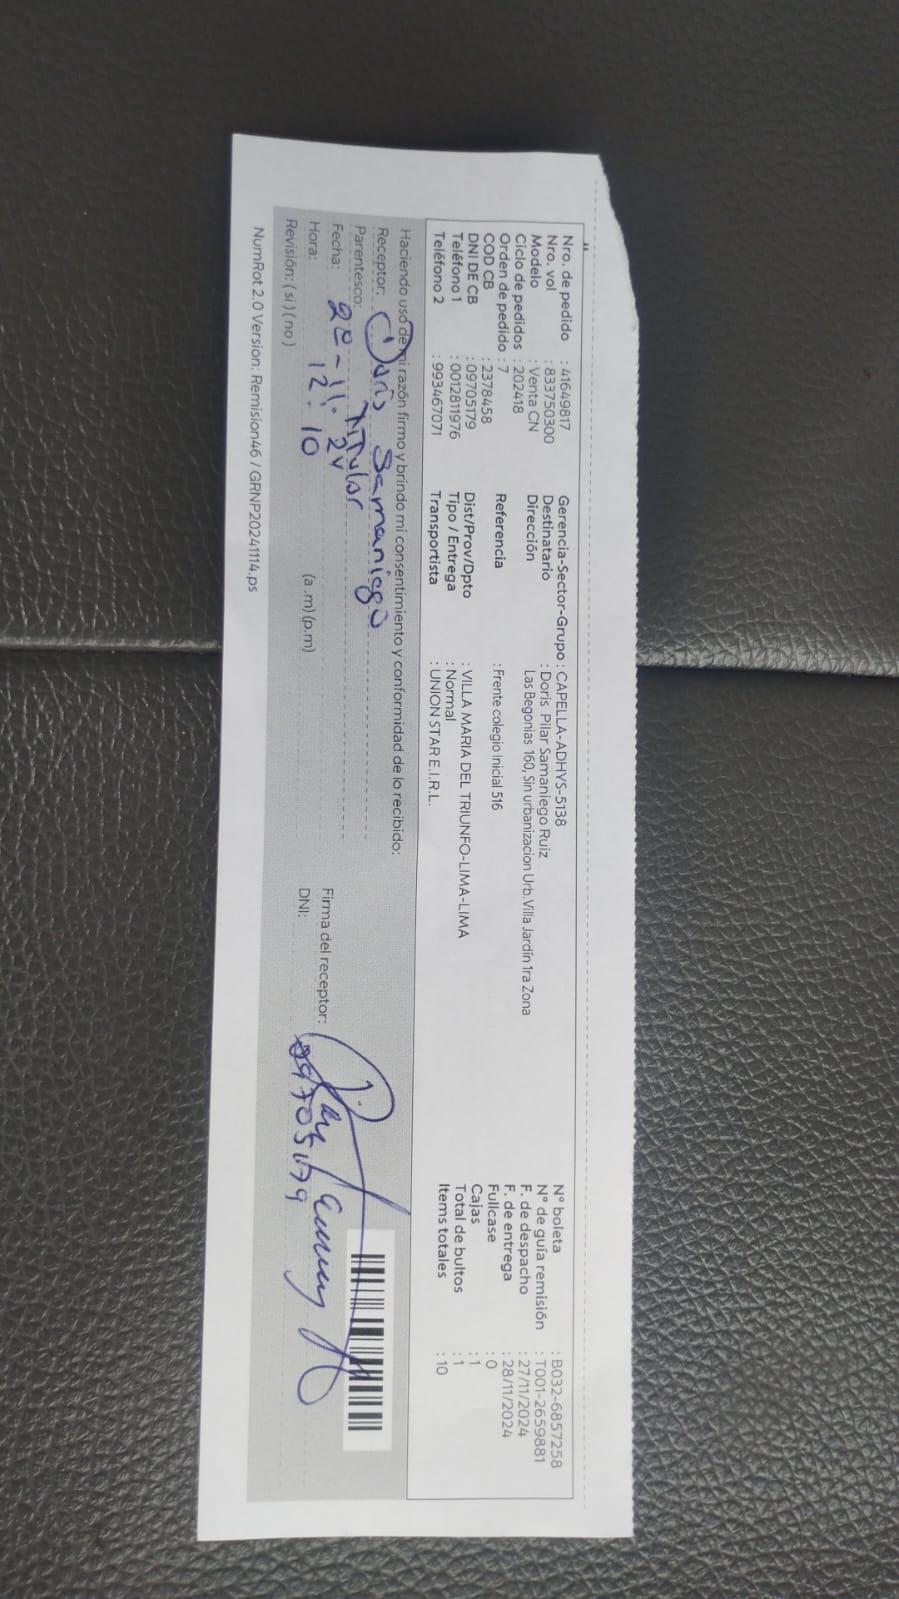 Nro. de pedido : 41649817
Nro. vol : 833750300
Modelo : Venta CN
Ciclo de pedidos : 202418
Orden de pedido : 7
COD CB : 2378458
DNI DE CB : 09705179
Teléfono 1 : 0012811976
Teléfono 2 : 993467071
Gerencia-Sector-Grupo : CAPELLA-ADHYS-5138
Destinatario : Doris Pilar Samaniego Ruiz
Dirección Las Begonias 160, Sin urbanizacion Urb. Villa Jardin 1ra Zona
Referencia : Frente colegio Inicial 516
Dist/Prov/Dpto : VILLA MARIA DEL TRIUNFO-LIMA-LIMA
Tipo / Entrega : Normal
Transportista : UNION STAR E.I.R.L.
N° boleta : B032-6857258
N° de guía remisión : T001-2659881
F. de despacho : 27/11/2024
F. de entrega : 28/11/2024
Fullcase : 0
Cajas : 1
Total de bultos : 1
Items totales : 10
Haciendo uso de mi razón firmo y brindo mi consentimiento y conformidad de lo recibido:
Receptor: Doris Samaniego
Parentesco: Titular
Fecha: 28-11-24
Hora: 12:10 (a.m) (p.m)
Revisión: ( si ) ( no )
Firma del receptor:
DNI: 09705179
NumRot 2.0 Version: Remision46 / GRNP20241114.ps